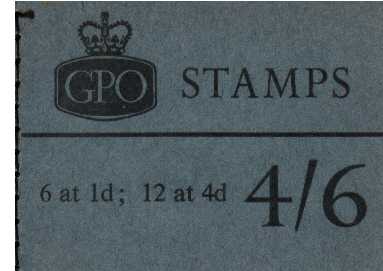 GPO STAMPS
6 at 1d; 12 at 4d 4/6